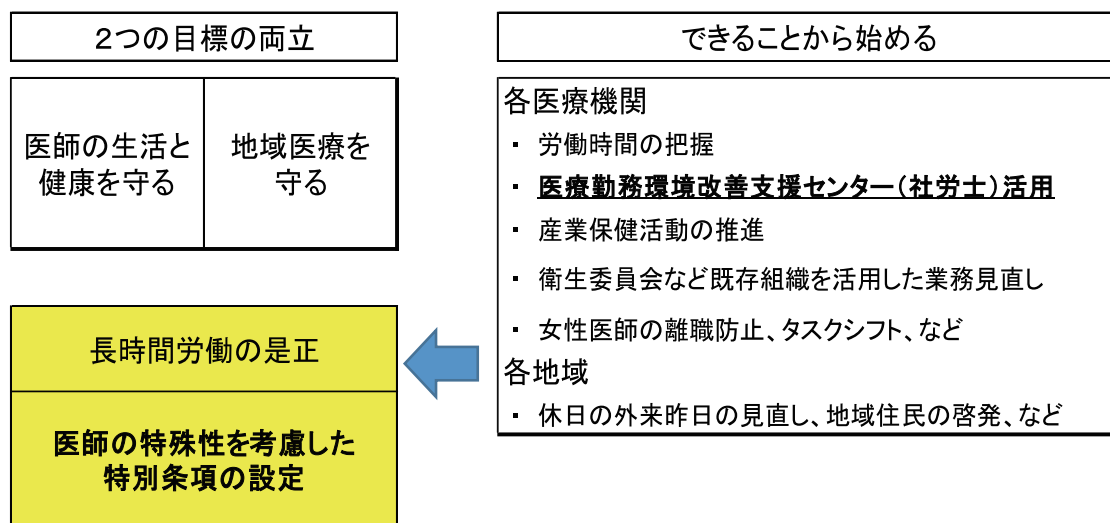 ２つの目標の両立
医師の生活と
健康を守る
地域医療を
守る
長時間労働の是正
医師の特殊性を考慮した
特別条項の設定
できることから始める
各医療機関
・ 労働時間の把握
・ 医療勤務環境改善支援センター（社労士）活用
・ 産業保健活動の推進
・ 衛生委員会など既存組織を活用した業務見直し
・ 女性医師の離職防止、タスクシフト、など
各地域
・ 休日の外来昨日の見直し、地域住民の啓発、など